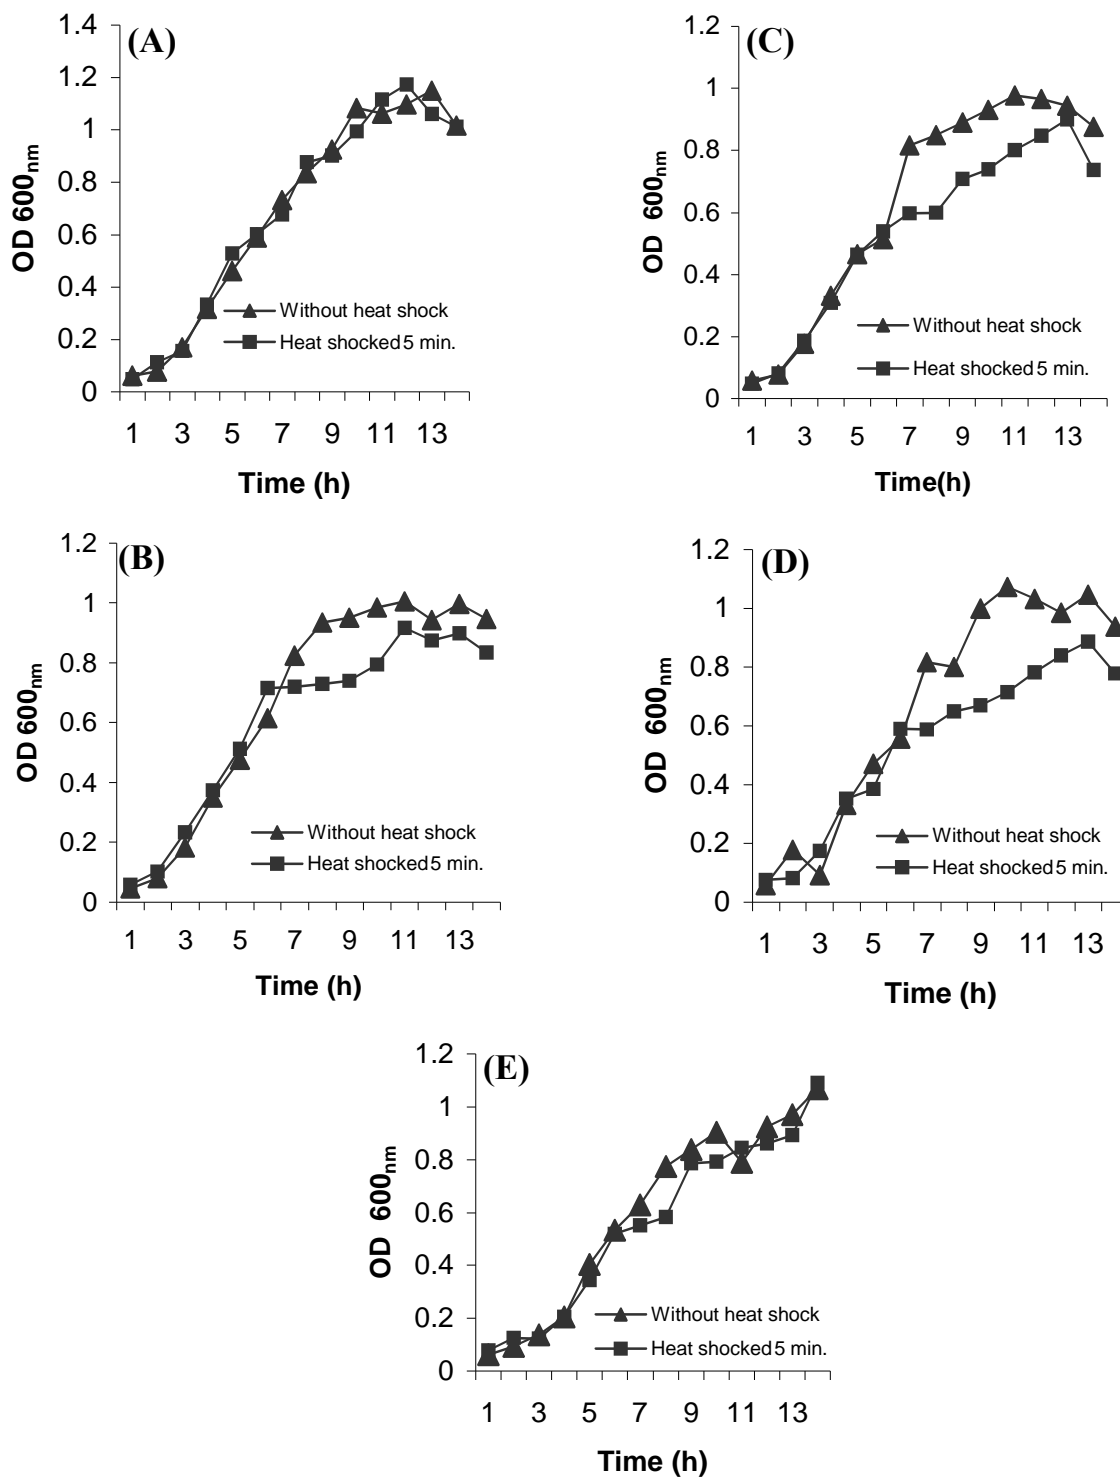 (A)
1.4
1.2
1
0.8
0.6
0.4
0.2
0
OD 600nm
Without heat shock
Heat shocked 5 min.
1 3 5 7 9 11 13
Time (h)
(C)
1.2
1
0.8
0.6
0.4
0.2
0
OD 600nm
Without heat shock
Heat shocked 5 min.
1 3 5 7 9 11 13
Time(h)
(B)
1.2
1
0.8
0.6
0.4
0.2
0
OD 600nm
Without heat shock
Heat shocked 5 min.
1 3 5 7 9 11 13
Time (h)
(D)
1.2
1
0.8
0.6
0.4
0.2
0
OD 600nm
Without heat shock
Heat shocked 5 min.
1 3 5 7 9 11 13
Time (h)
(E)
1.2
1
0.8
0.6
0.4
0.2
0
OD 600nm
Without heat shock
Heat shocked 5 min.
1 3 5 7 9 11 13
Time (h)